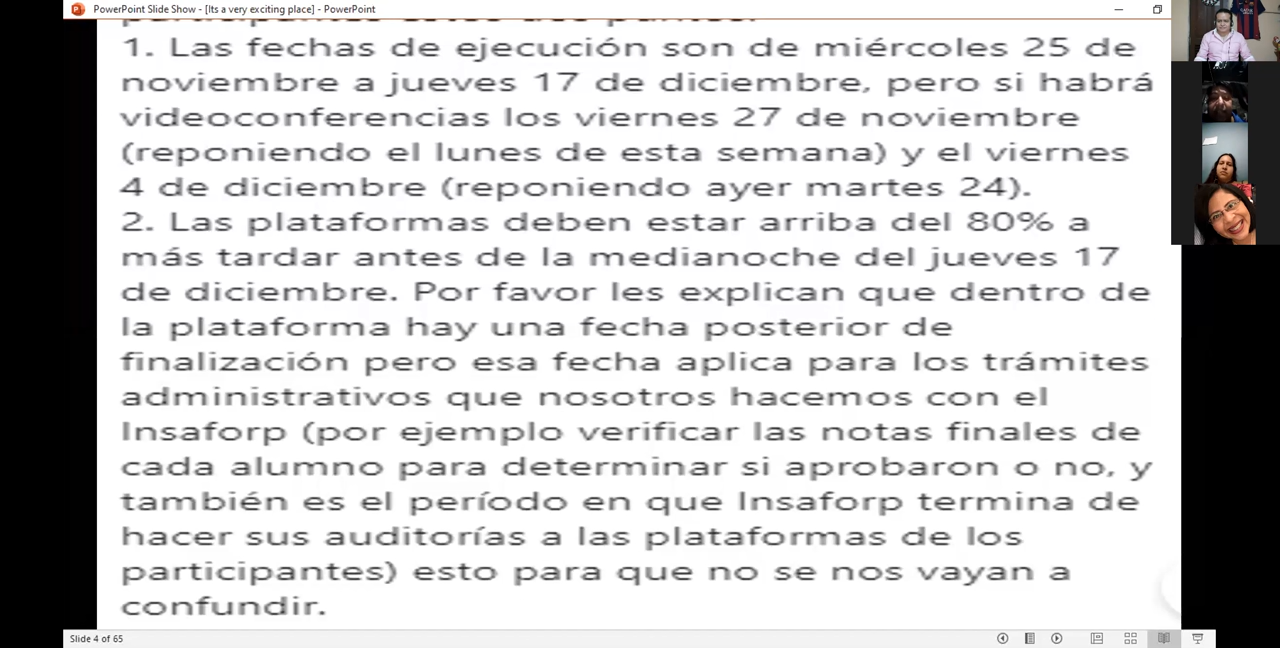 PowerPoint Slide Show - [Its a very exciting place] - PowerPoint
participantes estos dos puntos:
1. Las fechas de ejecución son de miércoles 25 de
noviembre a jueves 17 de diciembre, pero si habrá
videoconferencias los viernes 27 de noviembre
(reponiendo el lunes de esta semana) y el viernes
4 de diciembre (reponiendo ayer martes 24).
2. Las plataformas deben estar arriba del 80% a
más tardar antes de la medianoche del jueves 17
de diciembre. Por favor les explican que dentro de
la plataforma hay una fecha posterior de
finalización pero esa fecha aplica para los trámites
administrativos que nosotros hacemos con el
Insaforp (por ejemplo verificar las notas finales de
cada alumno para determinar si aprobaron o no, y
también es el período en que Insaforp termina de
hacer sus auditorías a las plataformas de los
participantes) esto para que no se nos vayan a
confundir.
Slide 4 of 65